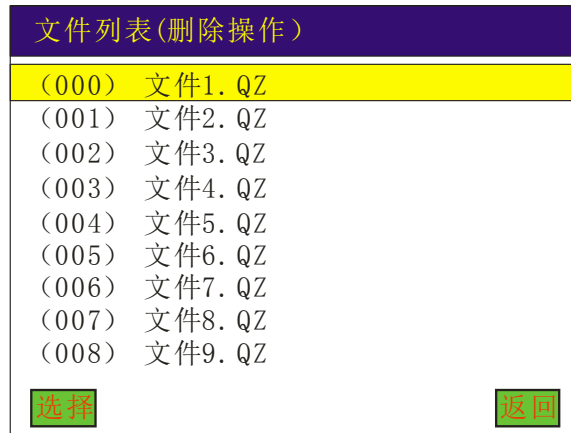 文件列表(删除操作）
（000） 文件1. QZ
（001） 文件2. QZ
（002） 文件3. QZ
（003） 文件4. QZ
（004） 文件5. QZ
（005） 文件6. QZ
（006） 文件7. QZ
（007） 文件8. QZ
（008） 文件9. QZ
选择 返回